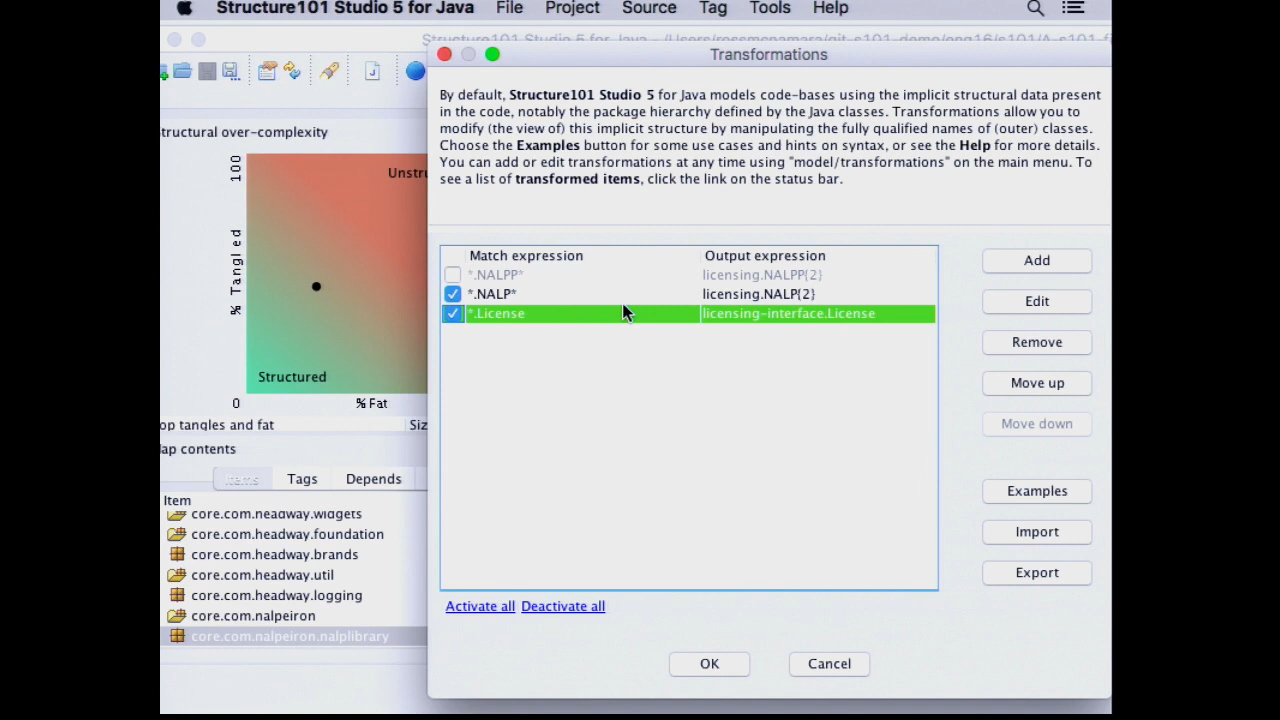 Structure101 Studio 5 for Java File Project Source Tag Tools Help
Structure101 Studio 5 for Java
Transformations
By default, Structure101 Studio 5 for Java models code-bases using the implicit structural data present
in the code, notably the package hierarchy defined by the Java classes. Transformations allow you to
modify (the view of) this implicit structure by manipulating the fully qualified names of (outer) classes.
Choose the Examples button for some use cases and hints on syntax, or see the Help for more details.
You can add or edit transformations at any time using "model/transformations" on the main menu. To
see a list of transformed items, click the link on the status bar.
tructural over-complexity
100
Unstru
% Tangled
Structured
0
% Fat
op tangles and fat
Siz
ap contents
Items Tags Depends
Item
core.com.headway.widgets
core.com.headway.foundation
core.com.headway.brands
core.com.headway.util
core.com.headway.logging
core.com.nalpeiron
core.com.nalpeiron.nalplibrary
Match expression Output expression
*.NALPP* licensing.NALPP{2}
*.NALP* licensing.NALP{2}
*.License licensing-interface.License
Add
Edit
Remove
Move up
Move down
Examples
Import
Export
Activate all Deactivate all
OK Cancel